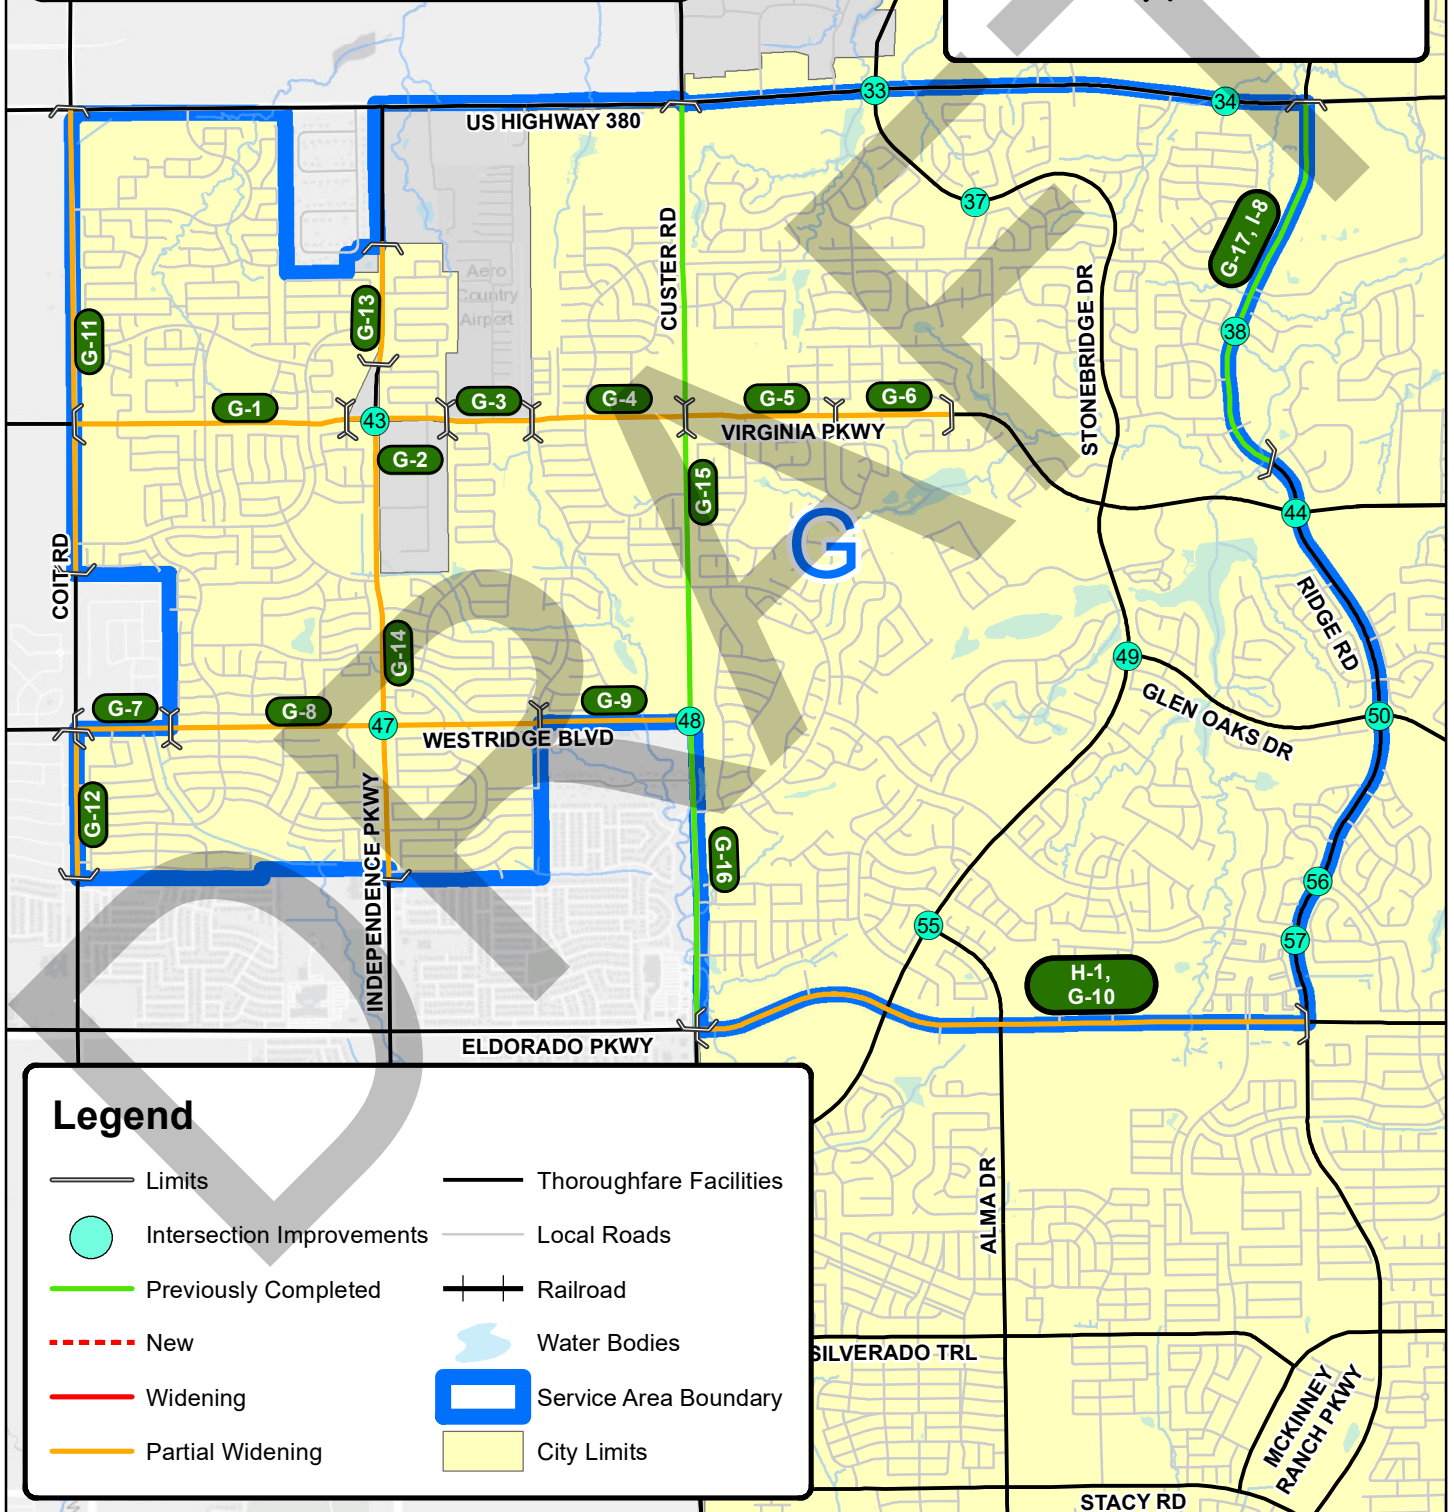 33
34
US HIGHWAY 380
37
CUSTER RD
G-17, I-8
Aero
Country
Airport
STONEBRIDGE DR
G-13
G-11
38
G-1
G-3
G-4
G-5
G-6
43
VIRGINIA PKWY
G-2
G-15
44
G
COIT RD
RIDGE RD
G-14
49
GLEN OAKS DR
G-7
G-8
G-9
47
48
50
WESTRIDGE BLVD
G-12
INDEPENDENCE PKWY
G-16
56
55
57
H-1,
G-10
ELDORADO PKWY
DRAFT
Legend
Limits
Intersection Improvements
Previously Completed
New
Widening
Partial Widening
Thoroughfare Facilities
Local Roads
Railroad
Water Bodies
Service Area Boundary
City Limits
ALMA DR
SILVERADO TRL
MCKINNEY
RANCH PKWY
STACY RD